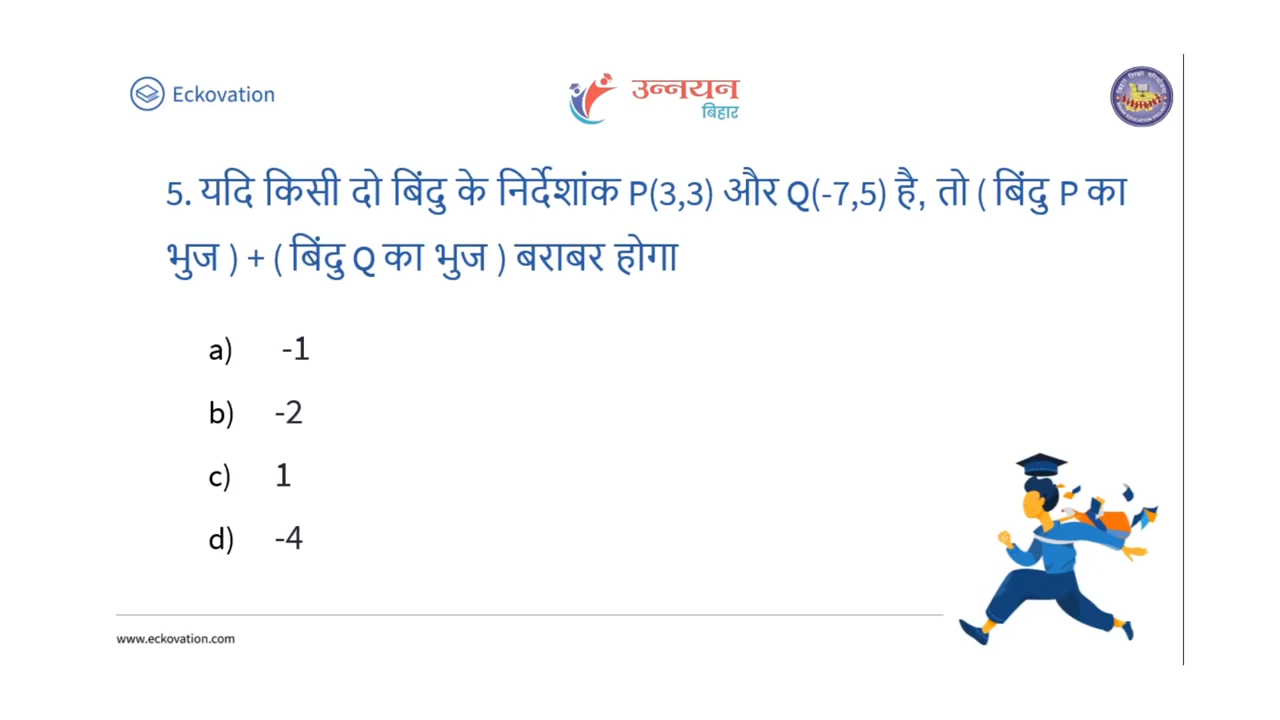 Eckovation
उन्नयन
बिहार
5. यदि किसी दो बिंदु के निर्देशांक P(3,3) और Q(-7,5) है, तो ( बिंदु P का
भुज ) + ( बिंदु Q का भुज ) बराबर होगा
a) -1
b) -2
c) 1
d) -4
www.eckovation.com